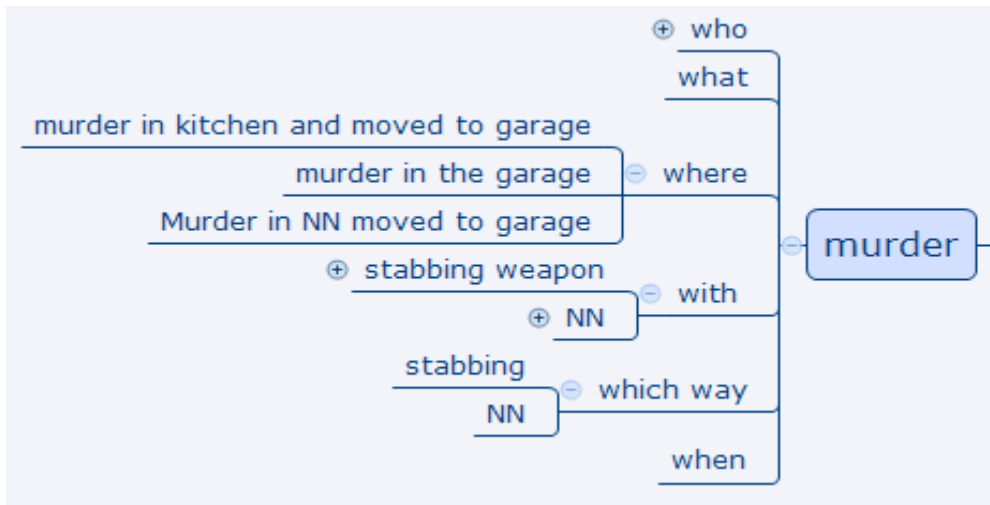 who
what
murder in kitchen and moved to garage
murder in the garage
where
Murder in NN moved to garage
murder
stabbing weapon
with
NN
stabbing
which way
NN
when